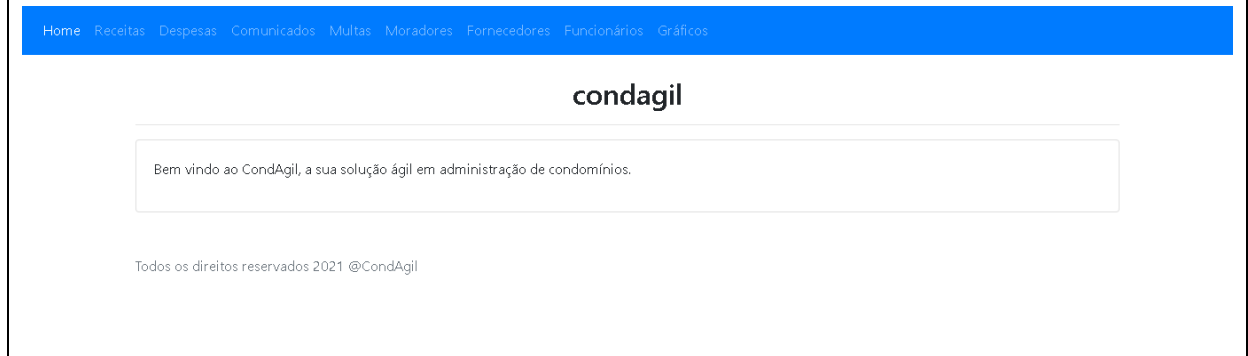 Home Receitas Despesas Comunicados Multas Moradores Fornecedores Funcionários Gráficos
condagil
Bem vindo ao CondAgil, a sua solução ágil em administração de condomínios.
Todos os direitos reservados 2021 @CondAgil